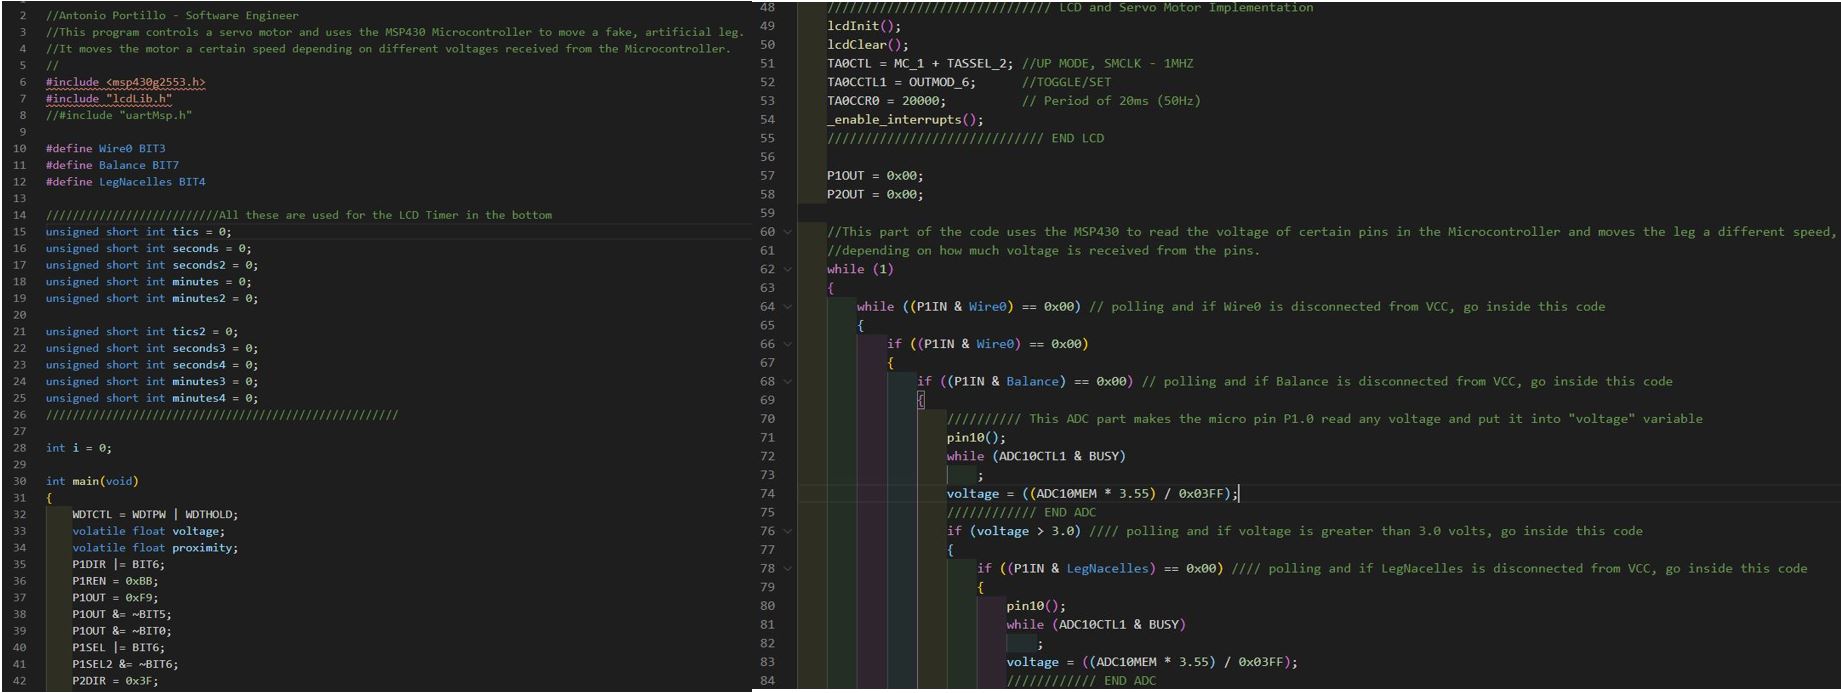 2 //Antonio Portillo - Software Engineer
3 //This program controls a servo motor and uses the MSP430 Microcontroller to move a fake, artificial leg.
4 //It moves the motor a certain speed depending on different voltages received from the Microcontroller.
5 //
6 #include <msp430g2553.h>
7 #include "lcdLib.h"
8 //#include "uartMsp.h"
9
10 #define Wire0 BIT3
11 #define Balance BIT7
12 #define LegNacelles BIT4
13
14 //////////////////////////All these are used for the LCD Timer in the bottom
15 unsigned short int tics = 0;
16 unsigned short int seconds = 0;
17 unsigned short int seconds2 = 0;
18 unsigned short int minutes = 0;
19 unsigned short int minutes2 = 0;
20
21 unsigned short int tics2 = 0;
22 unsigned short int seconds3 = 0;
23 unsigned short int seconds4 = 0;
24 unsigned short int minutes3 = 0;
25 unsigned short int minutes4 = 0;
26 /////////////////////////////////////////////////////
27
28 int i = 0;
29
30 int main(void)
31 {
32 WDTCTL = WDTPW | WDTHOLD;
33 volatile float voltage;
34 volatile float proximity;
35 P1DIR |= BIT6;
36 P1REN = 0xBB;
37 P1OUT = 0xF9;
38 P1OUT &= ~BIT5;
39 P1OUT &= ~BIT0;
40 P1SEL |= BIT6;
41 P1SEL2 &= ~BIT6;
42 P2DIR = 0x3F;
48 ////////////////////////////// LCD and Servo Motor Implementation
49 lcdInit();
50 lcdClear();
51 TA0CTL = MC_1 + TASSEL_2; //UP MODE, SMCLK - 1MHZ
52 TA0CCTL1 = OUTMOD_6; //TOGGLE/SET
53 TA0CCR0 = 20000; // Period of 20ms (50Hz)
54 _enable_interrupts();
55 ///////////////////////////// END LCD
56
57 P1OUT = 0x00;
58 P2OUT = 0x00;
59
60 //This part of the code uses the MSP430 to read the voltage of certain pins in the Microcontroller and moves the leg a different speed,
61 //depending on how much voltage is received from the pins.
62 while (1)
63 {
64 while ((P1IN & Wire0) == 0x00) // polling and if Wire0 is disconnected from VCC, go inside this code
65 {
66 if ((P1IN & Wire0) == 0x00)
67 {
68 if ((P1IN & Balance) == 0x00) // polling and if Balance is disconnected from VCC, go inside this code
69 {
70 ////////// This ADC part makes the micro pin P1.0 read any voltage and put it into "voltage" variable
71 pin10();
72 while (ADC10CTL1 & BUSY)
73 ;
74 voltage = ((ADC10MEM * 3.55) / 0x03FF);
75 //////////// END ADC
76 if (voltage > 3.0) //// polling and if voltage is greater than 3.0 volts, go inside this code
77 {
78 if ((P1IN & LegNacelles) == 0x00) //// polling and if LegNacelles is disconnected from VCC, go inside this code
79 {
80 pin10();
81 while (ADC10CTL1 & BUSY)
82 ;
83 voltage = ((ADC10MEM * 3.55) / 0x03FF);
84 //////////// END ADC